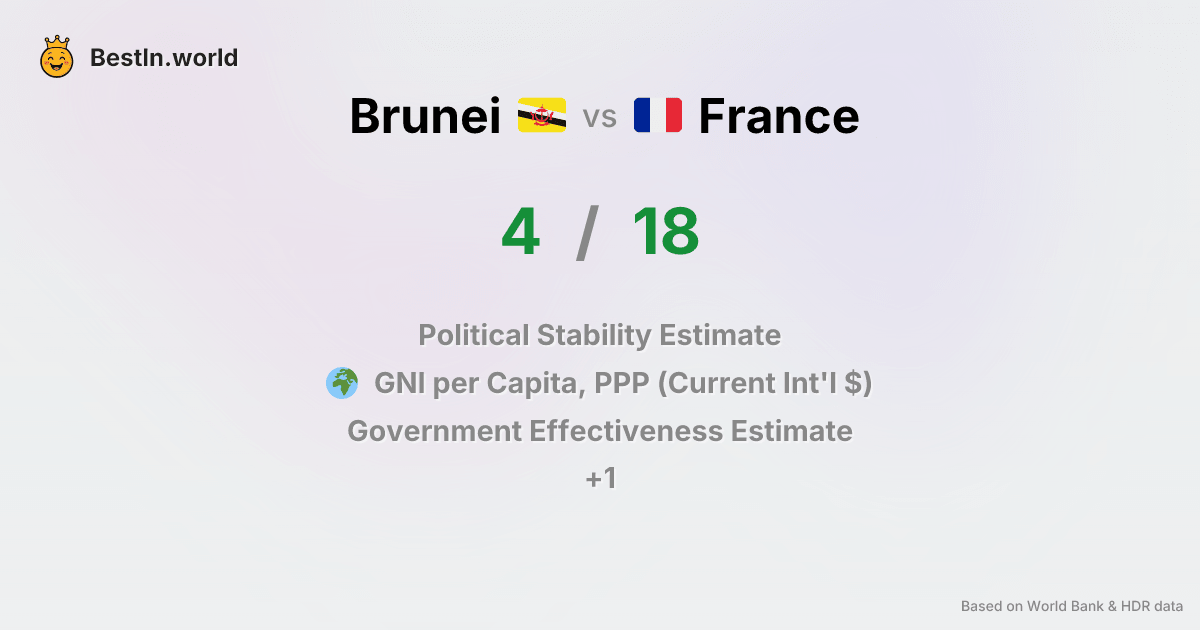 BestIn.world
Brunei vs France
4 / 18
Political Stability Estimate
GNI per Capita, PPP (Current Int'l $)
Government Effectiveness Estimate
+1
Based on World Bank & HDR data